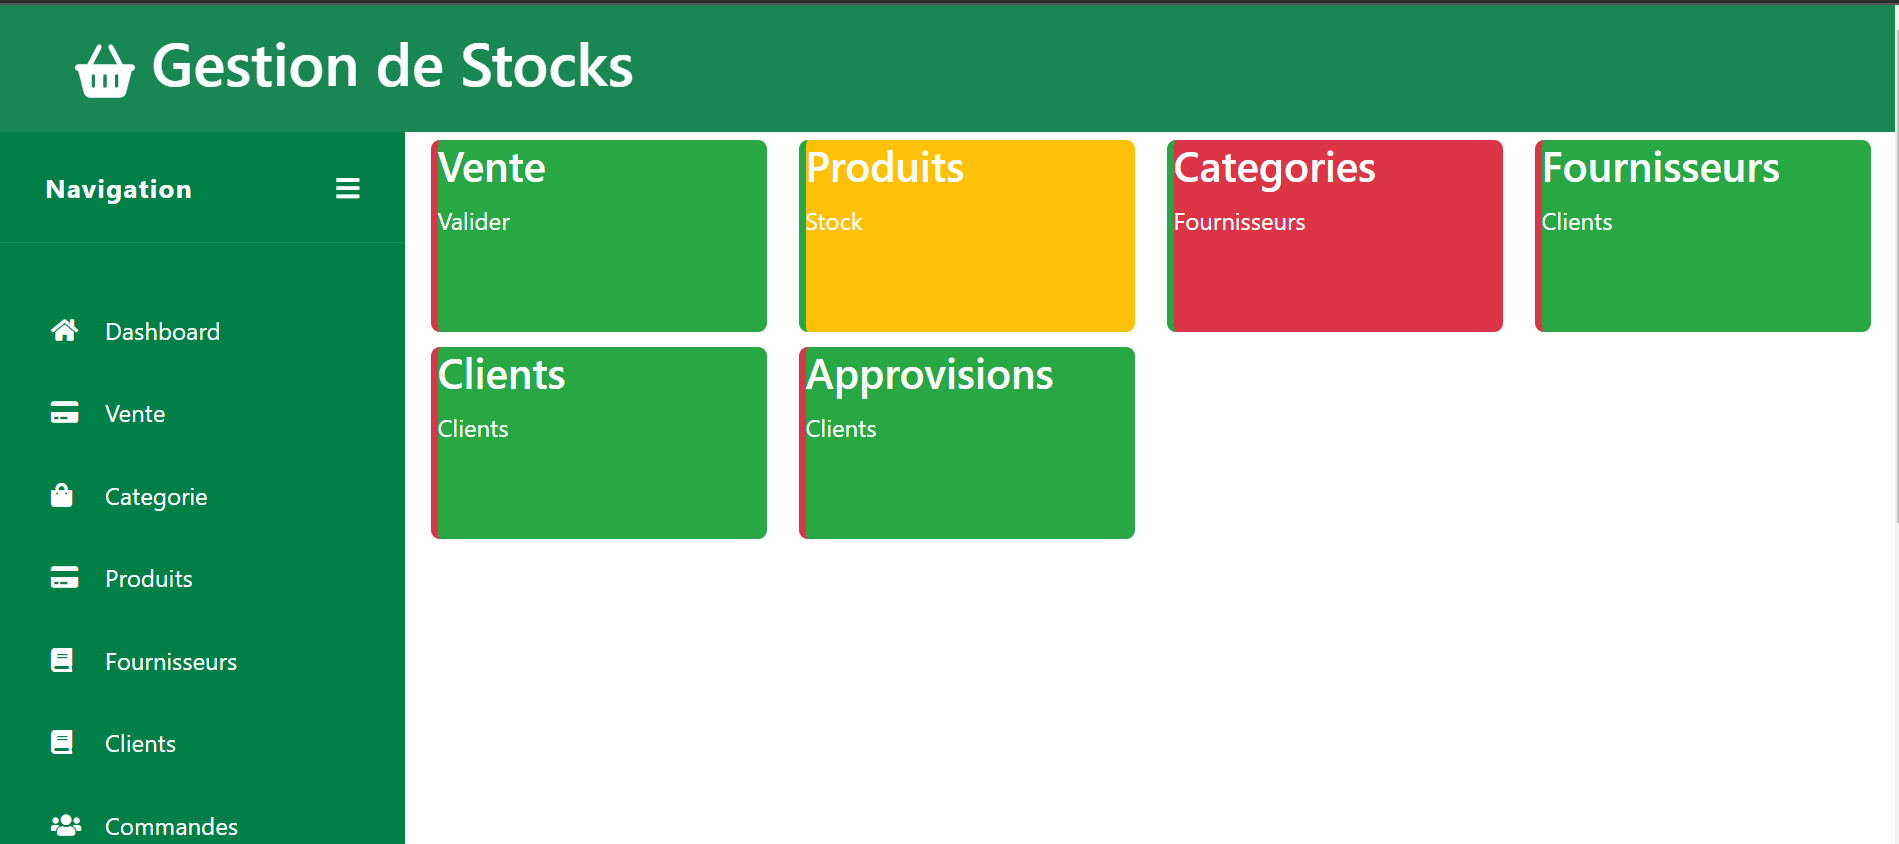 Gestion de Stocks
Navigation
Dashboard
Vente
Categorie
Produits
Fournisseurs
Clients
Commandes
Vente
Valider
Produits
Stock
Categories
Fournisseurs
Fournisseurs
Clients
Clients
Clients
Approvisions
Clients